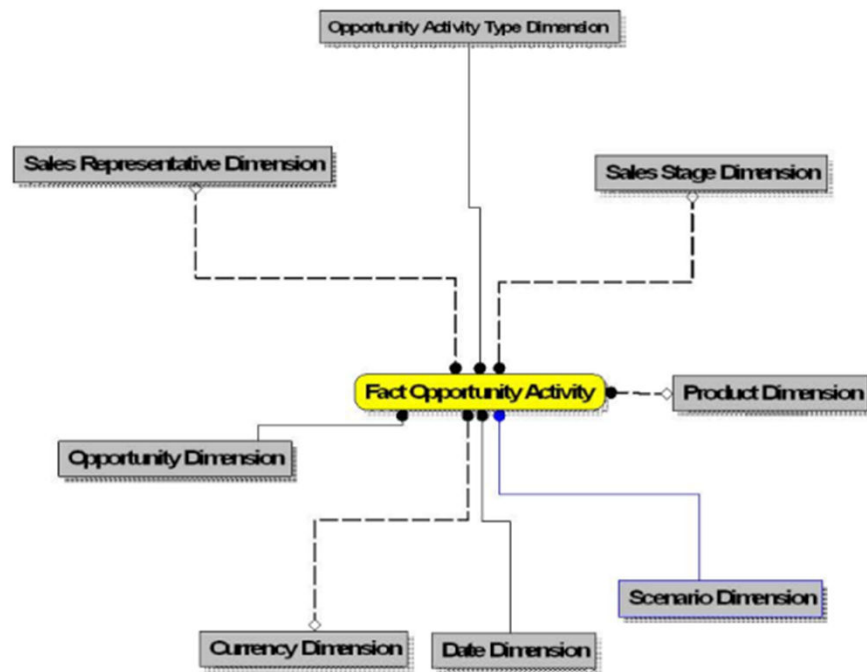 Opportunity Activity Type Dimension
Sales Representative Dimension
Sales Stage Dimension
Fact Opportunity Activity
Product Dimension
Opportunity Dimension
Scenario Dimension
Currency Dimension
Date Dimension